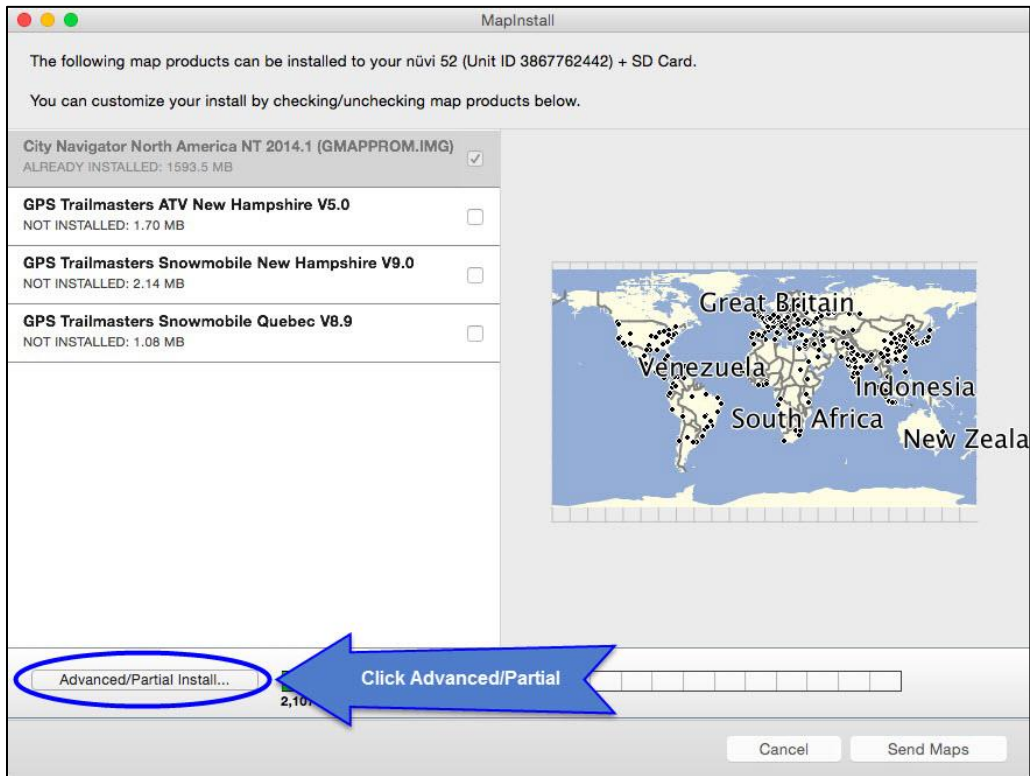 MapInstall
The following map products can be installed to your nüvi 52 (Unit ID 3867762442) + SD Card.
You can customize your install by checking/unchecking map products below.
City Navigator North America NT 2014.1 (GMAPPROM.IMG)
ALREADY INSTALLED: 1593.5 MB
GPS Trailmasters ATV New Hampshire V5.0
NOT INSTALLED: 1.70 MB
GPS Trailmasters Snowmobile New Hampshire V9.0
NOT INSTALLED: 2.14 MB
GPS Trailmasters Snowmobile Quebec V8.9
NOT INSTALLED: 1.08 MB
Great Britain
Venezuela
Indonesia
South Africa
New Zeala
Advanced/Partial Install...
Click Advanced/Partial
Cancel
Send Maps